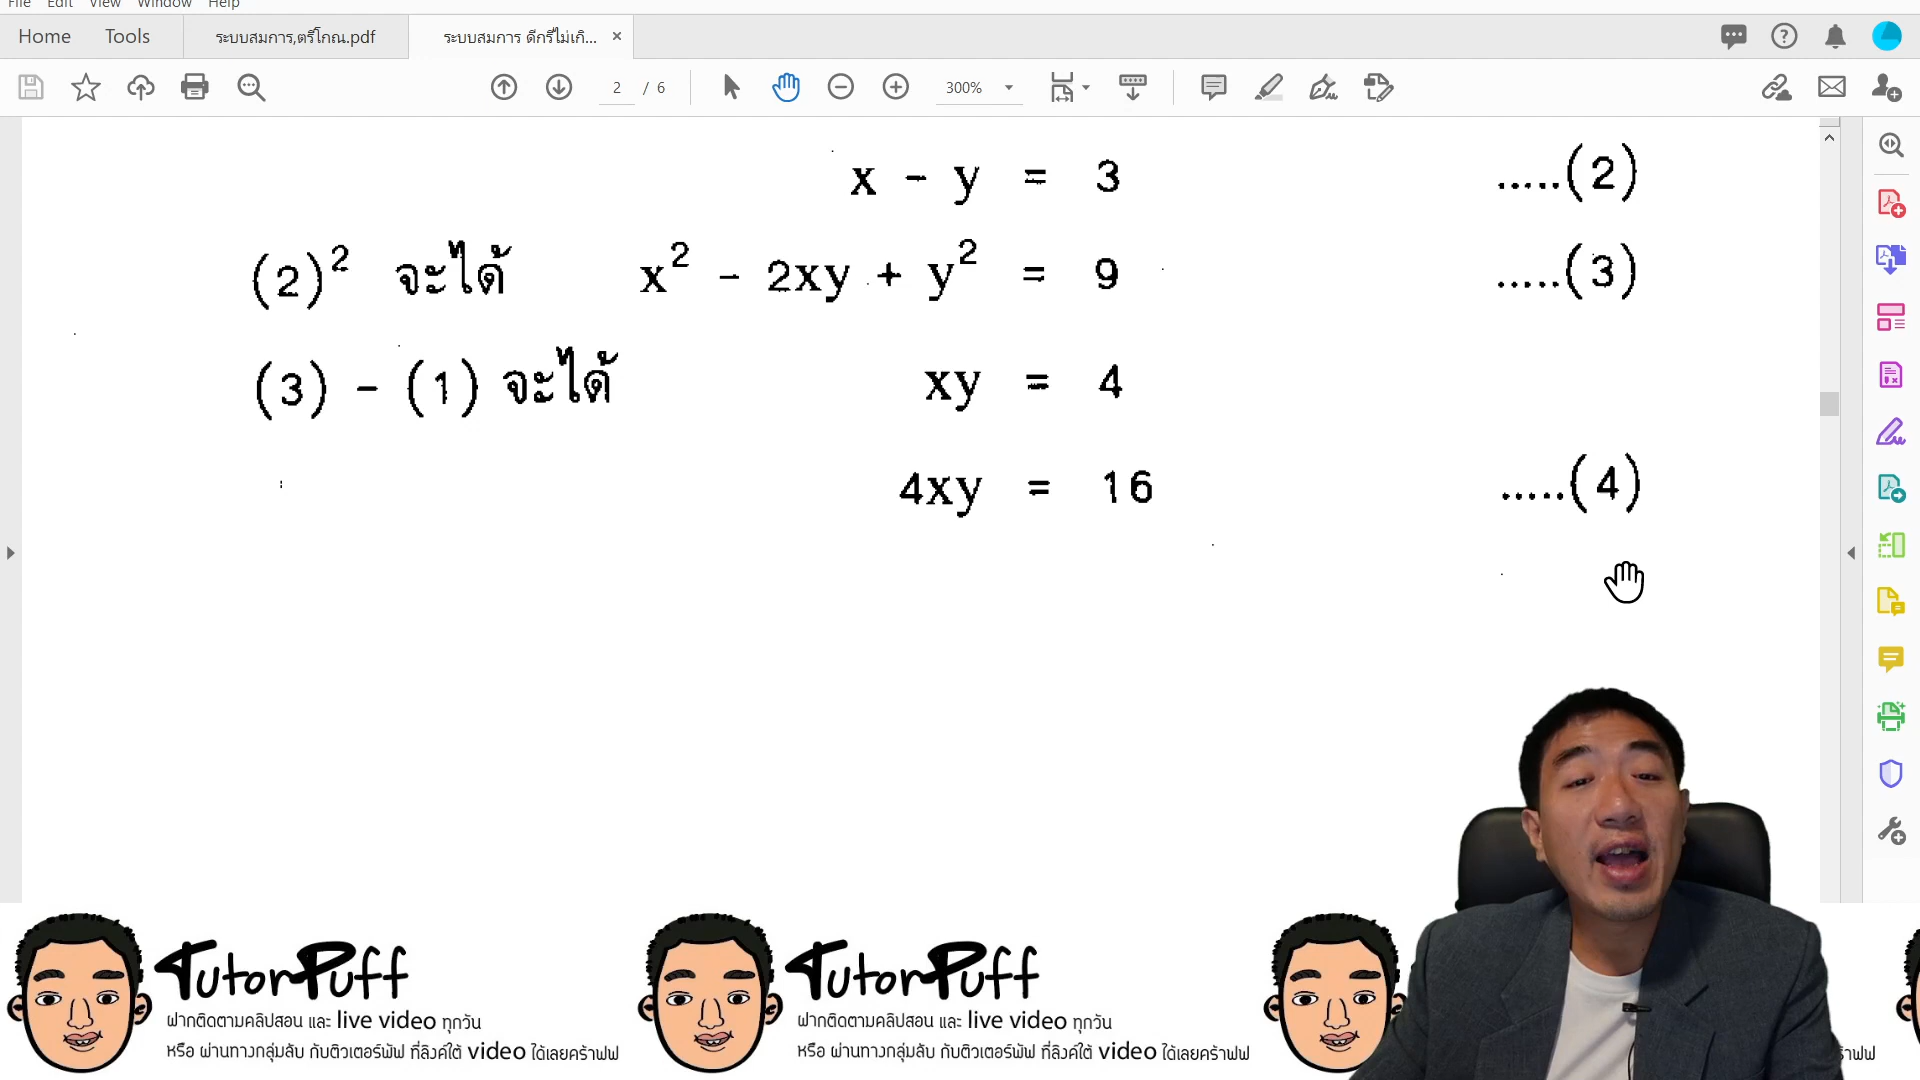 File Edit View Window Help
Home Tools ระบบสมการ,ตรีโกณ.pdf ระบบสมการ ดีกรีไม่เกิ... ×
2 / 6 300%
x - y = 3 .....(2)
(2)² จะได้ x² - 2xy + y² = 9 .....(3)
(3) - (1) จะได้ xy = 4
4xy = 16 .....(4)
TutorPuff TutorPuff
ฝากติดตามคลิปสอน และ live video ทุกวัน ฝากติดตามคลิปสอน และ live video ทุกวัน
หรือ ผ่านทางกลุ่มลับ กับติวเตอร์พัฟ ที่ลิงค์ใต้ video ได้เลยคร้าฟฟ หรือ ผ่านทางกลุ่มลับ กับติวเตอร์พัฟ ที่ลิงค์ใต้ video ได้เลยคร้าฟฟ